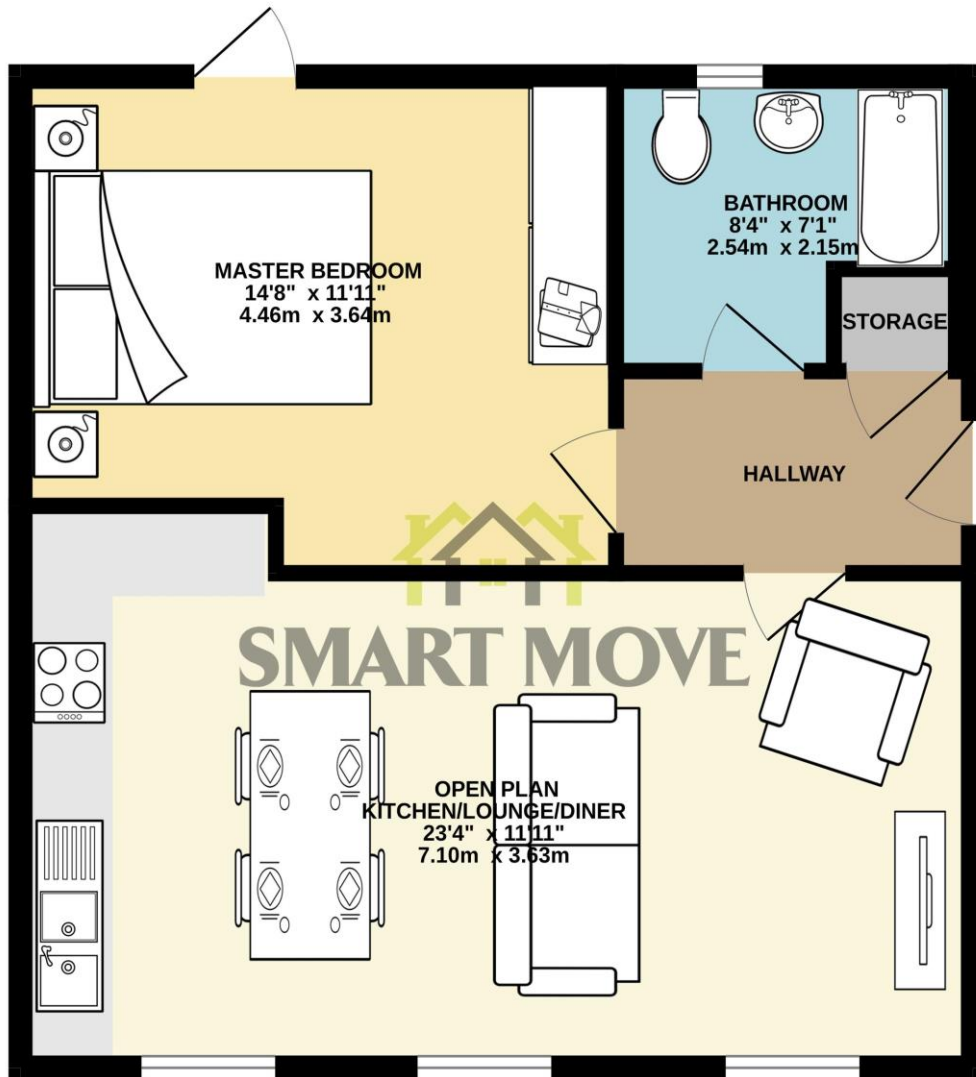 MASTER BEDROOM
14'8" x 11'11"
4.46m x 3.64m
BATHROOM
8'4" x 7'1"
2.54m x 2.15m
STORAGE
HALLWAY
SMART MOVE
OPEN PLAN
KITCHEN/LOUNGE/DINER
23'4" x 11'11"
7.10m x 3.63m